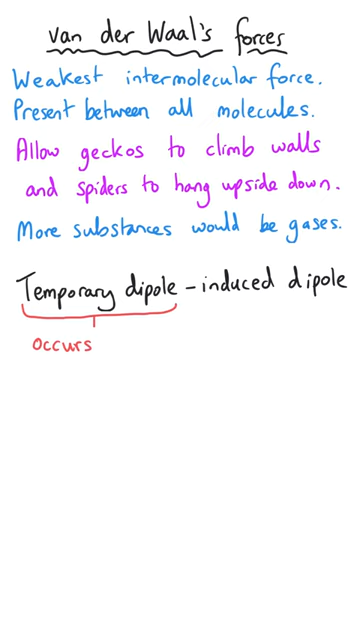 van der Waal's forces
Weakest intermolecular force.
Present between all molecules.
Allow geckos to climb walls
and spiders to hang upside down.
More substances would be gases.
Temporary dipole - induced dipole
occurs